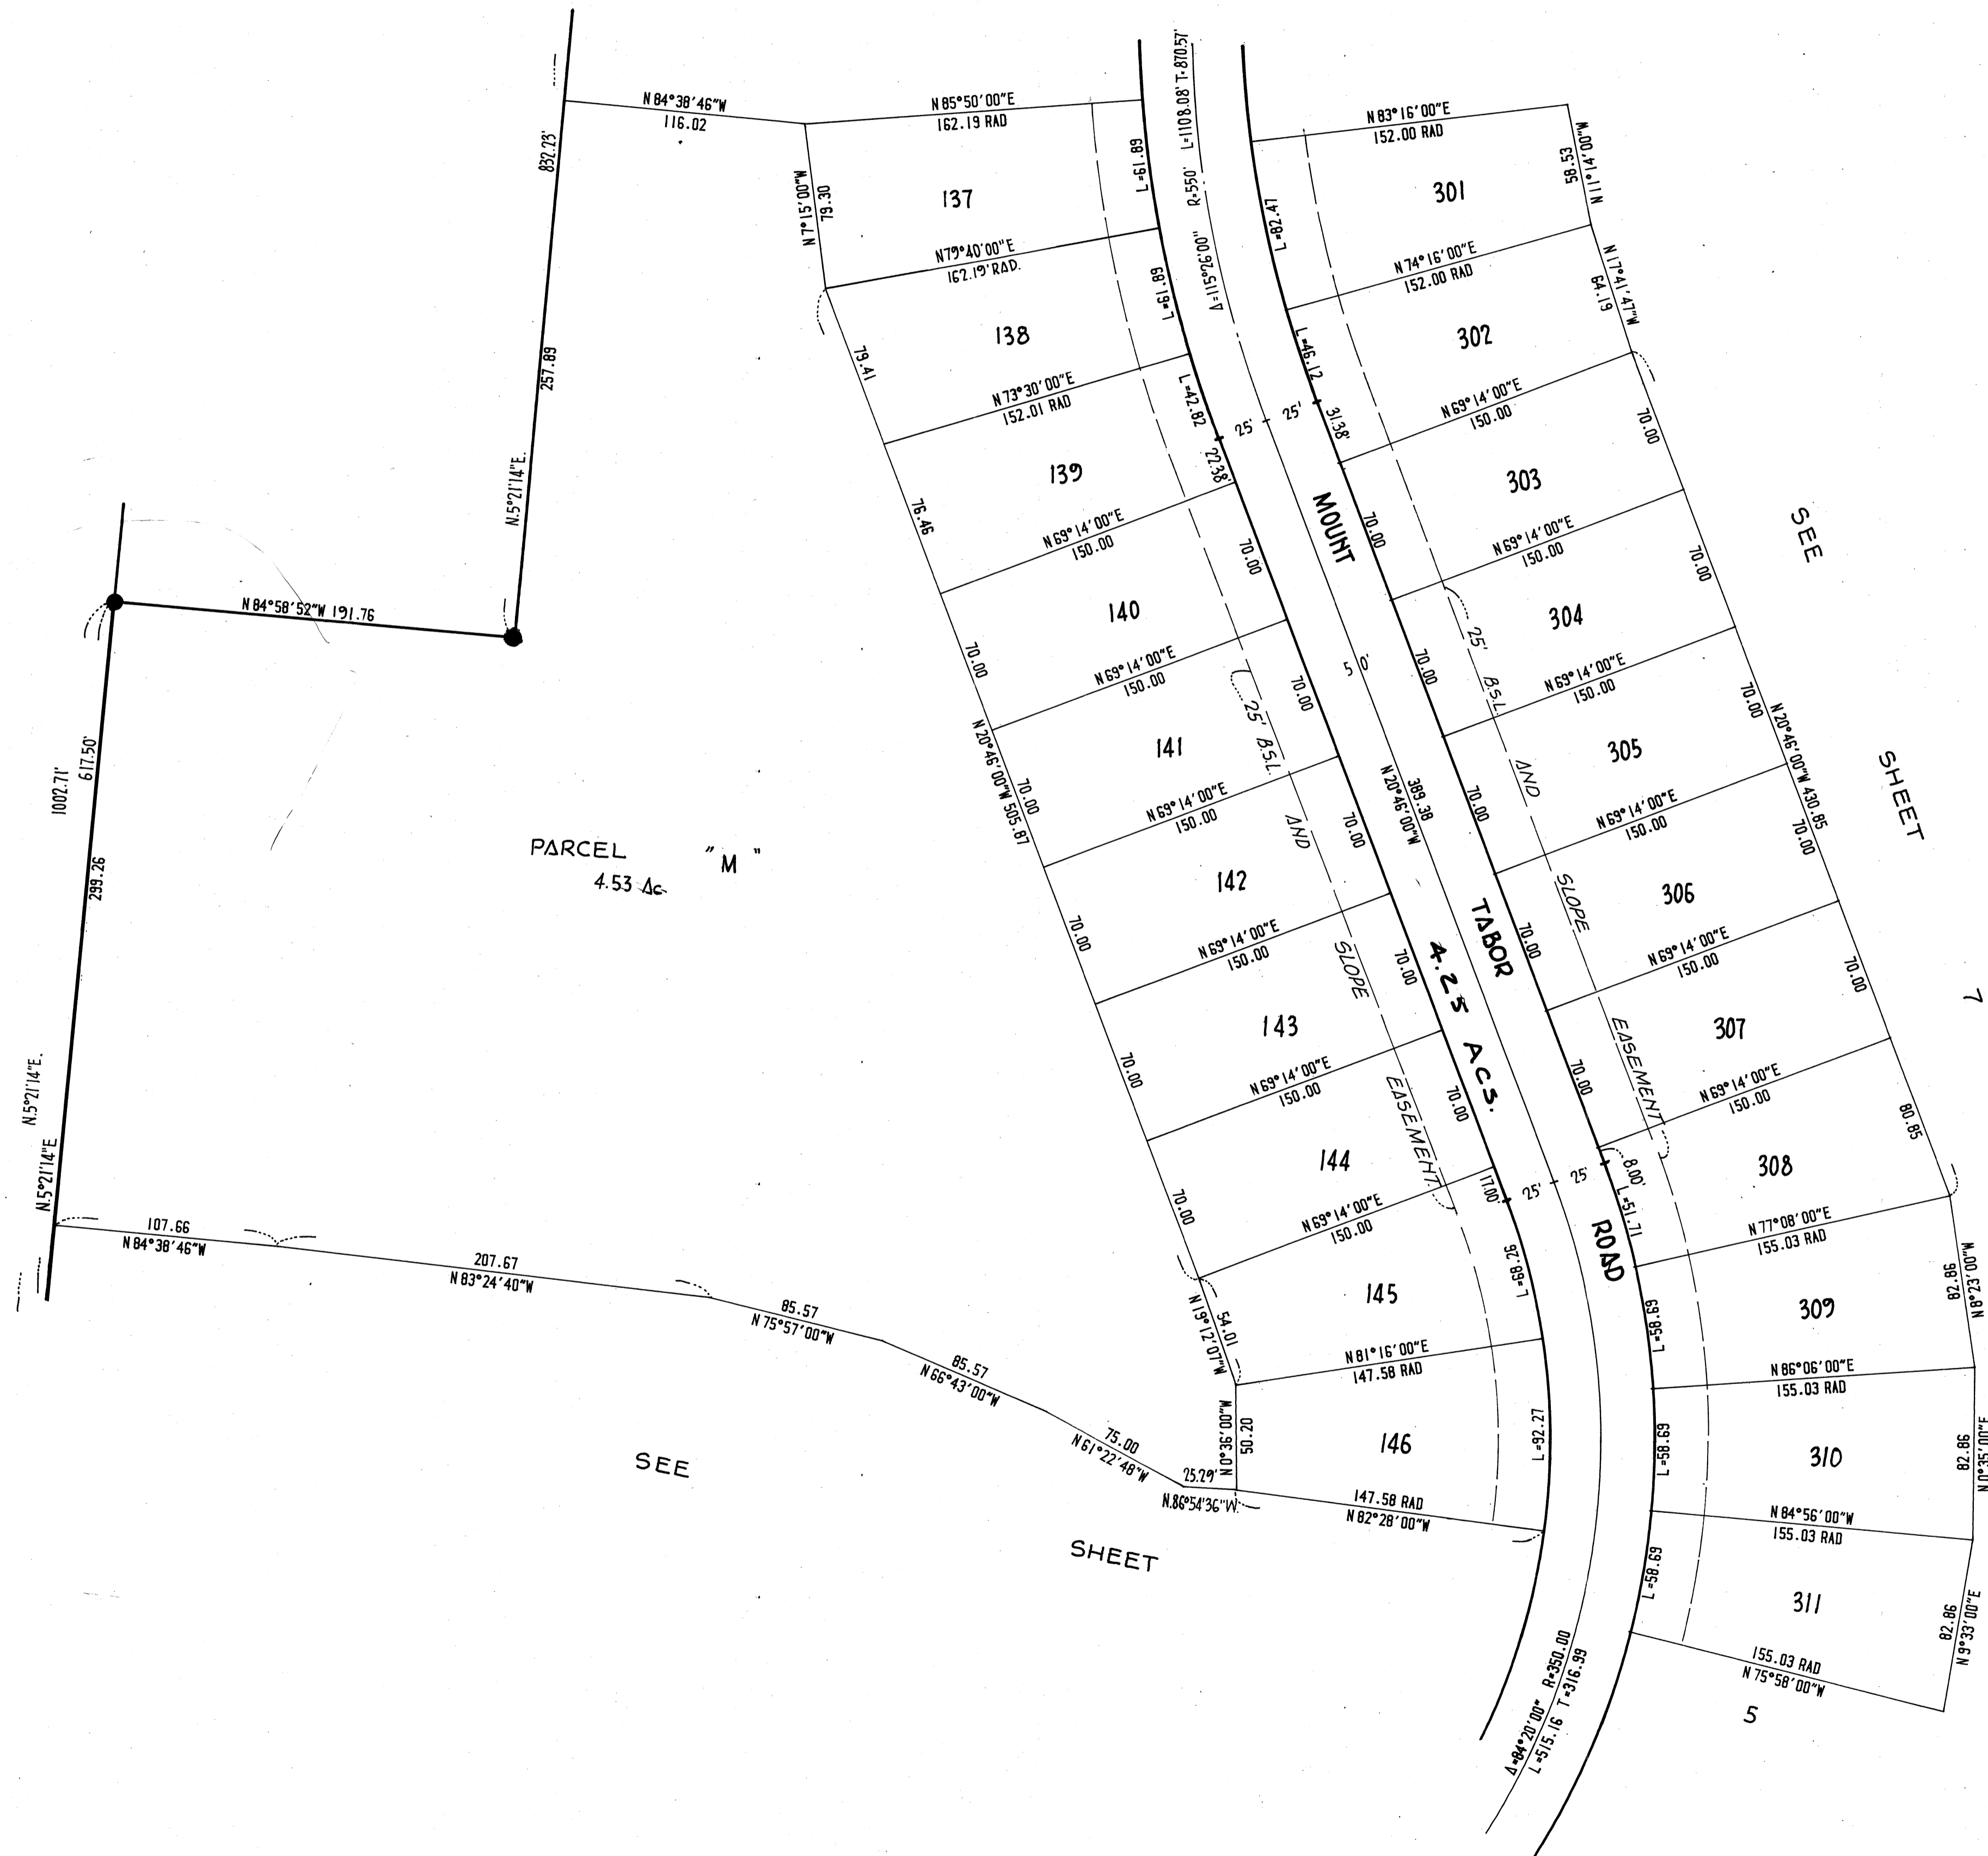 N 84°38'46"W
116.02
832.23'
257.89
N.5°21'14"E.
N 84°58'52"W 191.76
1002.71'
617.50'
299.26
N.5°21'14"E.
N.5°21'14"E
PARCEL "M"
4.53 Ac
107.66
N 84°38'46"W
207.67
N 83°24'40"W
85.57
N 75°57'00"W
85.57
N 66°43'00"W
75.00
N 61°22'48"W
25.29'
N.86°54'36"W.
SEE
SHEET
5
N 85°50'00"E
162.19 RAD
N 7°15'00"W
79.30
137
L=61.89
N79°40'00"E
162.19' RAD.
79.41
138
L=61.89
N 73°30'00"E
152.01 RAD
76.46
139
L=42.82
22.38'
N 69°14'00"E
150.00
70.00
140
70.00
N 69°14'00"E
150.00
N 20°46'00"W 505.87
70.00
141
70.00
N 69°14'00"E
150.00
70.00
142
70.00
N 69°14'00"E
150.00
70.00
143
70.00
N 69°14'00"E
150.00
70.00
144
70.00
N 69°14'00"E
150.00
17.00'
N 19°12'07"W
54.01
145
L=68.26
N 81°16'00"E
147.58 RAD
N 0°36'00"W
50.20
146
L=92.27
147.58 RAD
N 82°28'00"W
25' B.S.L. AND SLOPE EASEMENT
R=550' L=1108.08' T=870.57'
Δ=115°26'00"
25' 25'
MOUNT TABOR ROAD
50'
389.38
N 20°46'00"W
4.25 ACS.
25' 25'
Δ=84°20'00" R=350.00
L=515.16 T=316.99
N 83°16'00"E
152.00 RAD
58.53
N 11°14'00"W
301
L=82.47
N 74°16'00"E
152.00 RAD
N 17°41'47"W
64.19
302
L=46.12
31.38'
N 69°14'00"E
150.00
70.00
303
70.00
N 69°14'00"E
150.00
70.00
304
70.00
N 69°14'00"E
150.00
70.00
N 20°46'00"W 430.85
305
70.00
N 69°14'00"E
150.00
70.00
306
70.00
N 69°14'00"E
150.00
70.00
307
70.00
N 69°14'00"E
150.00
80.85
308
8.00'
L=51.71
N 77°08'00"E
155.03 RAD
82.86
N 8°23'00"W
309
L=58.69
N 86°06'00"E
155.03 RAD
82.86
N 0°35'00"E
310
L=58.69
N 84°56'00"W
155.03 RAD
82.86
N 9°33'00"E
311
L=58.69
155.03 RAD
N 75°58'00"W
25' B.S.L. AND SLOPE EASEMENT
SEE
SHEET
7